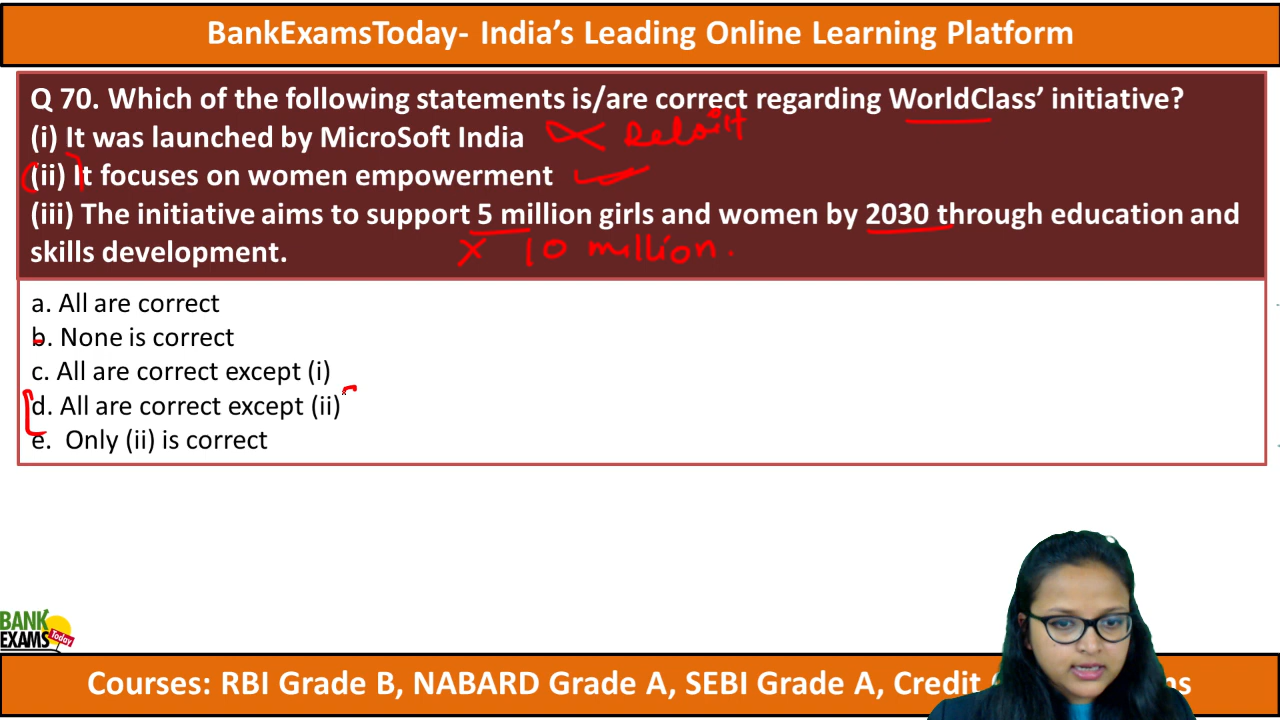 BankExamsToday- India's Leading Online Learning Platform
Q 70. Which of the following statements is/are correct regarding WorldClass' initiative?
(i) It was launched by MicroSoft India Deloitt
(ii) It focuses on women empowerment
(iii) The initiative aims to support 5 million girls and women by 2030 through education and
skills development. x 10 million.
a. All are correct
b. None is correct
c. All are correct except (i)
d. All are correct except (ii)
e. Only (ii) is correct
BANK
EXAMS Today
Courses: RBI Grade B, NABARD Grade A, SEBI Grade A, Credit